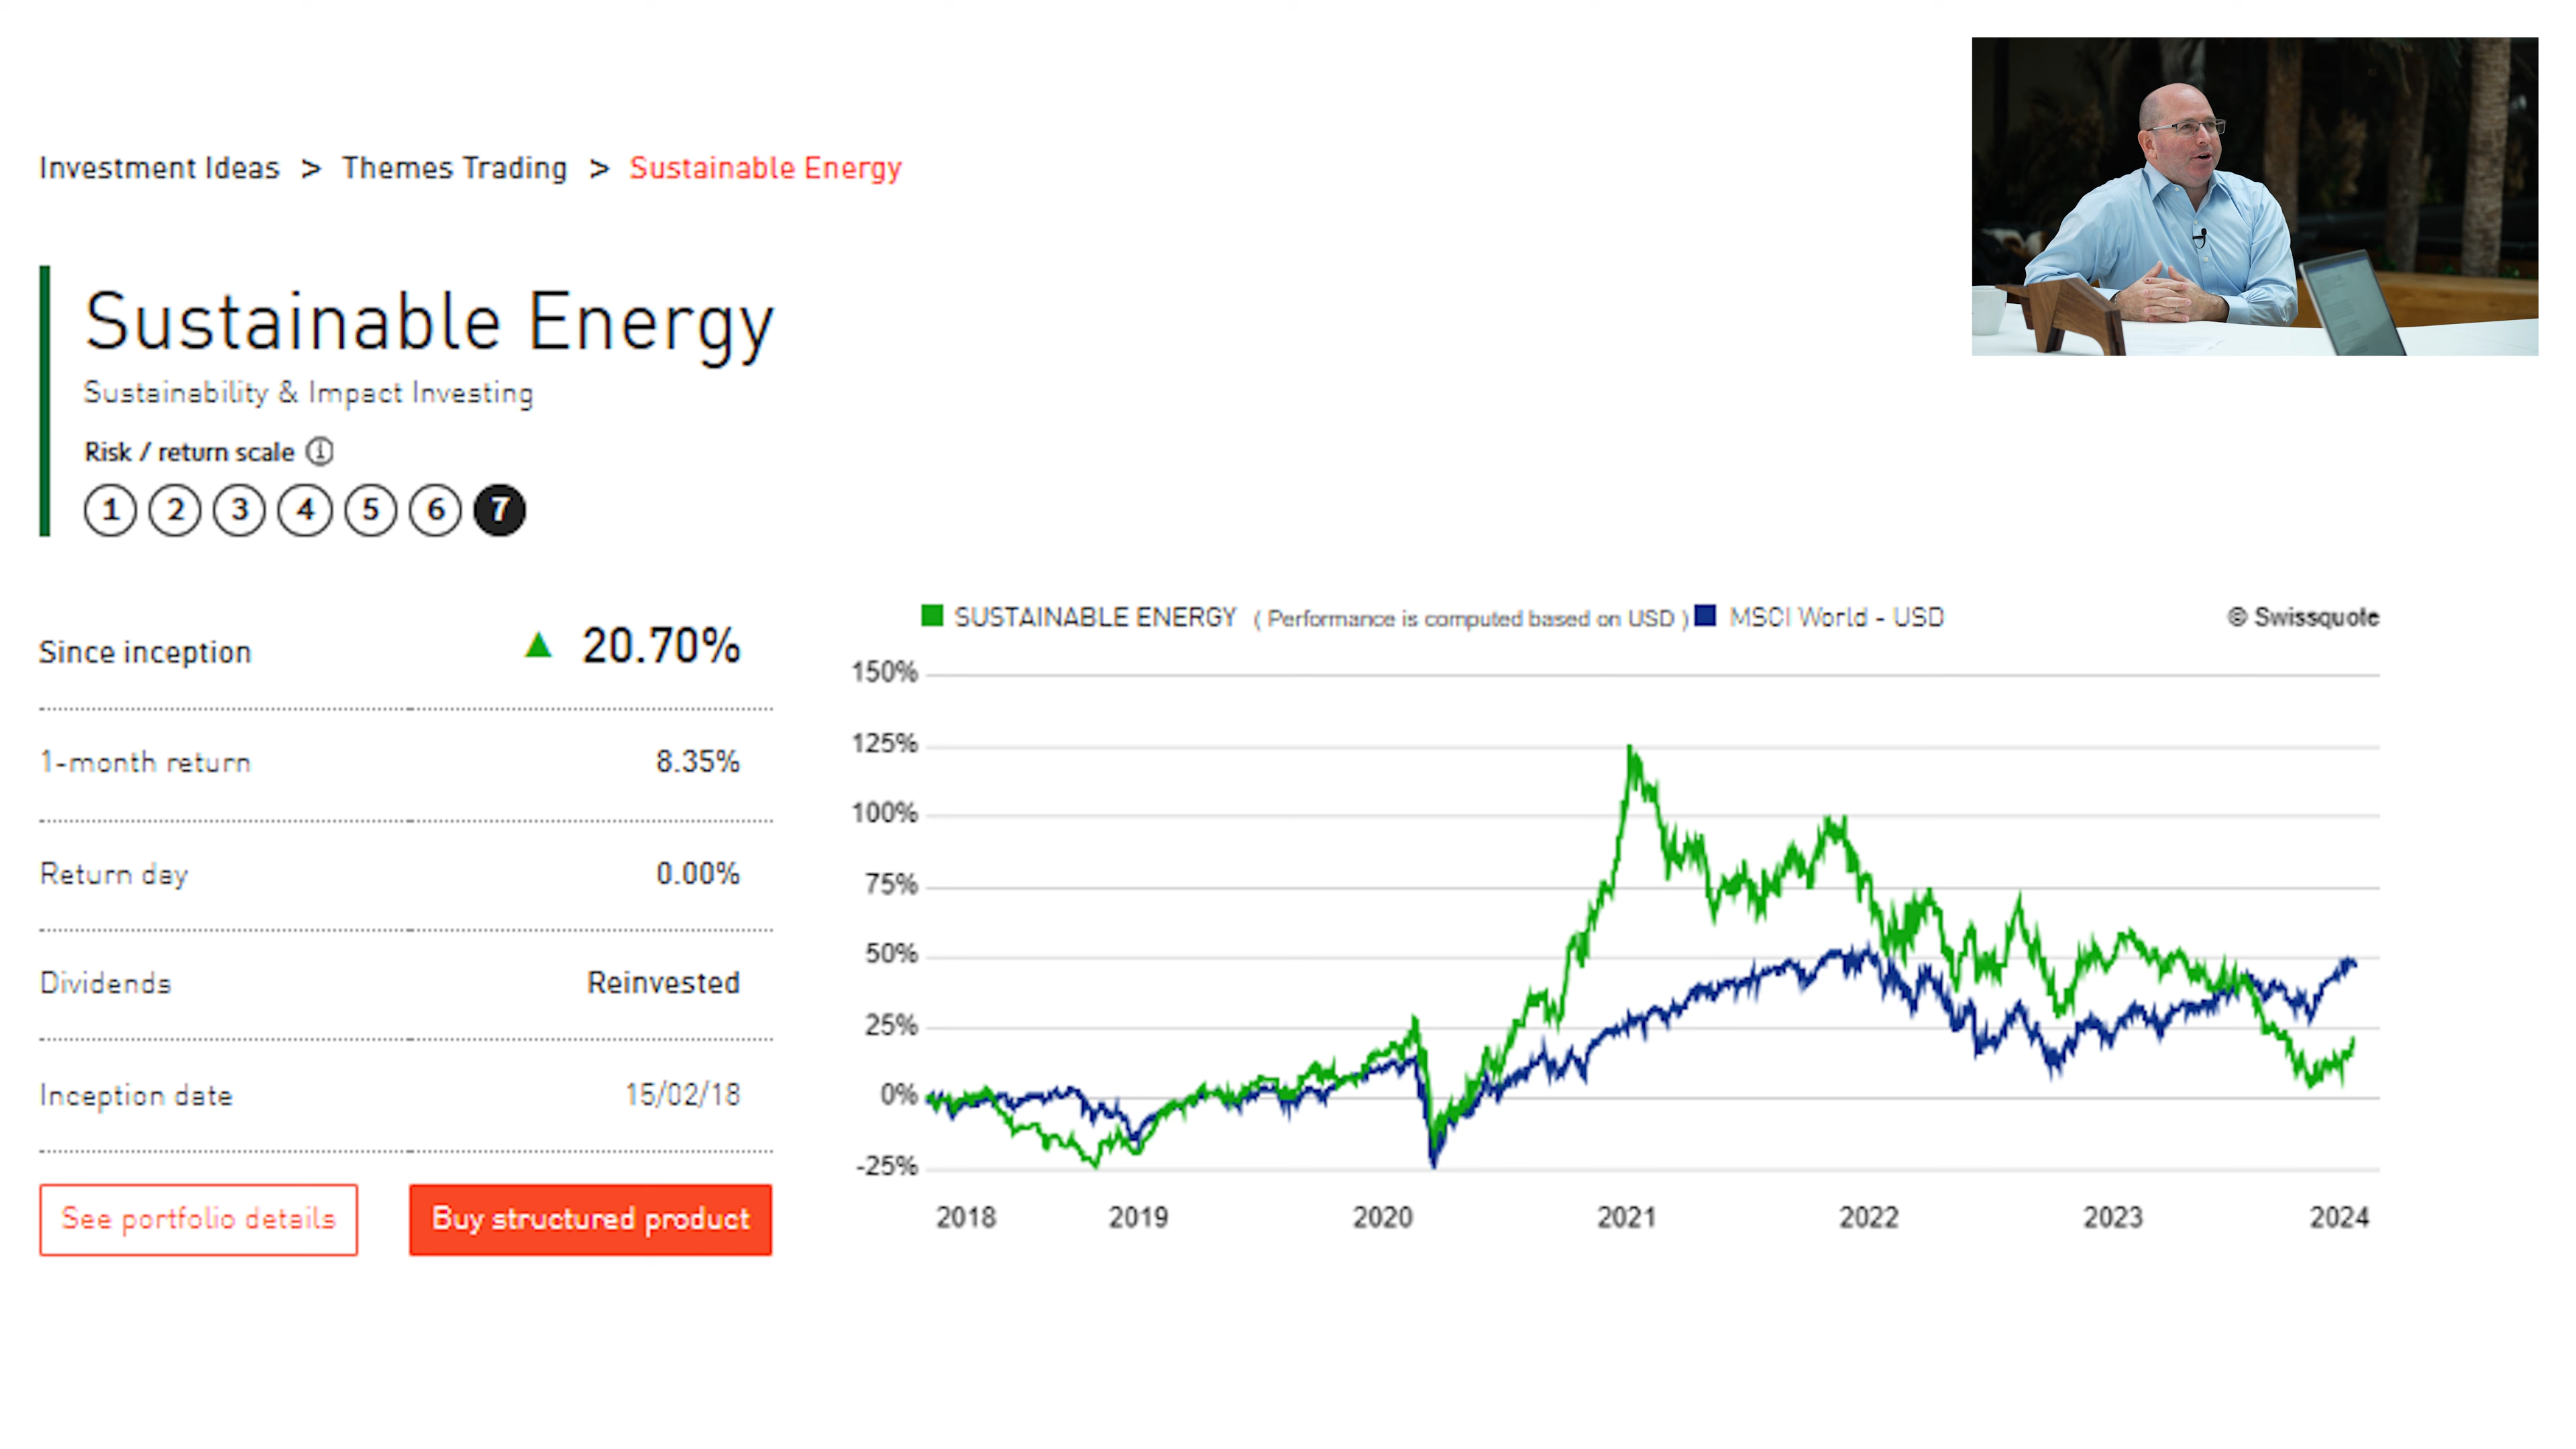 Investment Ideas > Themes Trading > Sustainable Energy
Sustainable Energy
Sustainability & Impact Investing
Risk / return scale
1 2 3 4 5 6 7
Since inception ▲ 20.70%
1-month return 8.35%
Return day 0.00%
Dividends Reinvested
Inception date 15/02/18
See portfolio details
Buy structured product
SUSTAINABLE ENERGY ( Performance is computed based on USD ) MSCI World - USD
© Swissquote
150%
125%
100%
75%
50%
25%
0%
-25%
2018 2019 2020 2021 2022 2023 2024